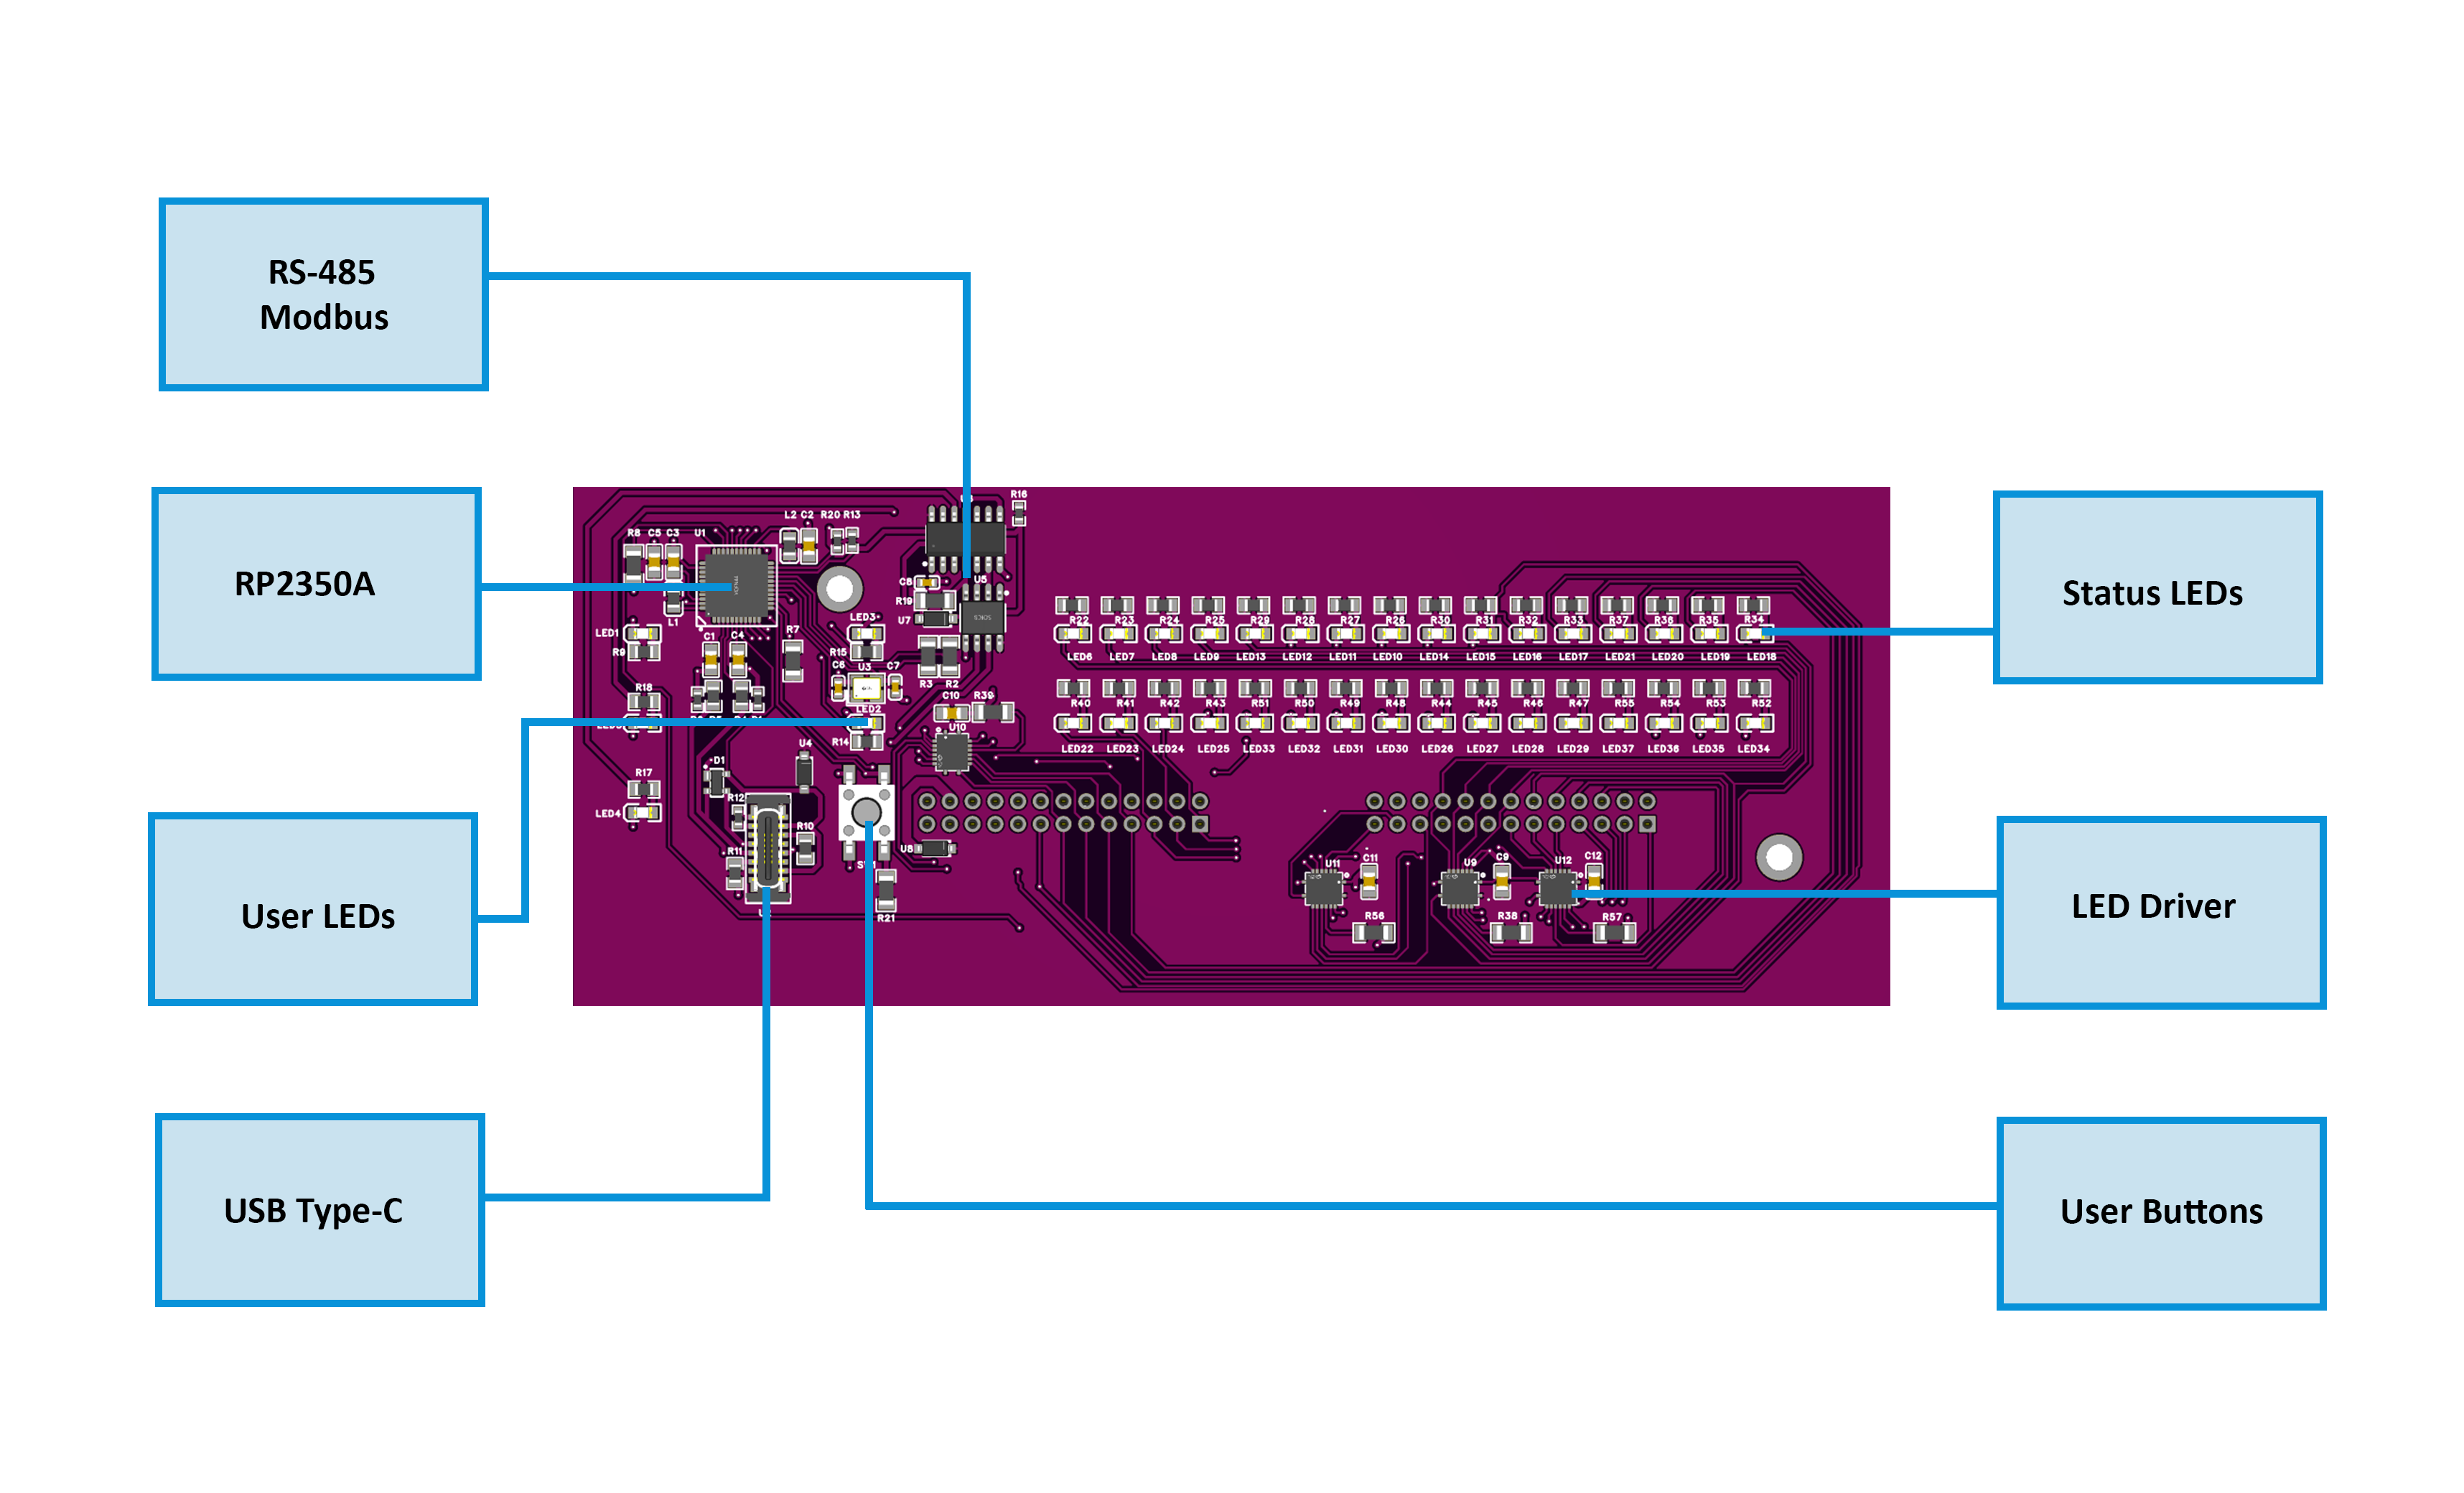 RS-485
Modbus
RP2350A
Status LEDs
User LEDs
LED Driver
USB Type-C
User Buttons
R16
L2 C2 R20 R13
R8 C5 C3 U1
C8 U5
R19
U7
L1
LED1
R9
C1 C4 R7
LED3
R15
R3 R2
C6 U3 C7
C10 R39
R18
LED2
R14
U10
U4
D1
R17
R12
LED4
R10
R11
U8
R21
R22 R23 R24 R25 R29 R28 R27 R26 R30 R31 R32 R33 R37 R36 R35 R34
LED6 LED7 LED8 LED9 LED13 LED12 LED11 LED10 LED14 LED15 LED16 LED17 LED21 LED20 LED19 LED18
R40 R41 R42 R43 R51 R50 R49 R48 R44 R45 R46 R47 R55 R54 R53 R52
LED22 LED23 LED24 LED25 LED33 LED32 LED31 LED30 LED26 LED27 LED28 LED29 LED37 LED36 LED35 LED34
U11 C11 U9 C9 U12 C12
R56 R38 R57